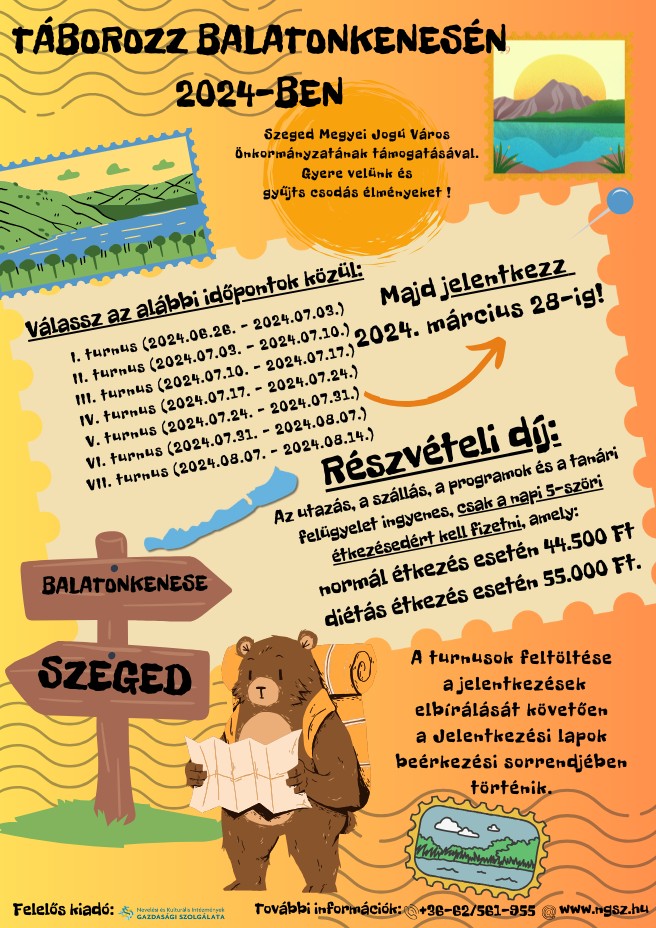 TÁBOROZZ BALATONKENESÉN
2024-BEN
Szeged Megyei Jogú Város
Önkormányzatának támogatásával.
Gyere velünk és
gyűjts csodás élményeket !
Válassz az alábbi időpontok közül:
I. turnus (2024.06.26. - 2024.07.03.)
II. turnus (2024.07.03. - 2024.07.10.)
III. turnus (2024.07.10. - 2024.07.17.)
IV. turnus (2024.07.17. - 2024.07.24.)
V. turnus (2024.07.24. - 2024.07.31.)
VI. turnus (2024.07.31. - 2024.08.07.)
VII. turnus (2024.08.07. - 2024.08.14.)
Majd jelentkezz
2024. március 28-ig!
Részvételi díj:
Az utazás, a szállás, a programok és a tanári
felügyelet ingyenes, csak a napi 5-szöri
étkezésedért kell fizetni, amely:
normál étkezés esetén 44.500 Ft
diétás étkezés esetén 55.000 Ft.
BALATONKENESE
SZEGED
A turnusok feltöltése
a jelentkezések
elbírálását követően
a Jelentkezési lapok
beérkezési sorrendjében
történik.
Felelős kiadó:
Nevelési és Kulturális Intézmények
GAZDASÁGI SZOLGÁLATA
További információk: +36-62/561-955 @ www.ngsz.hu